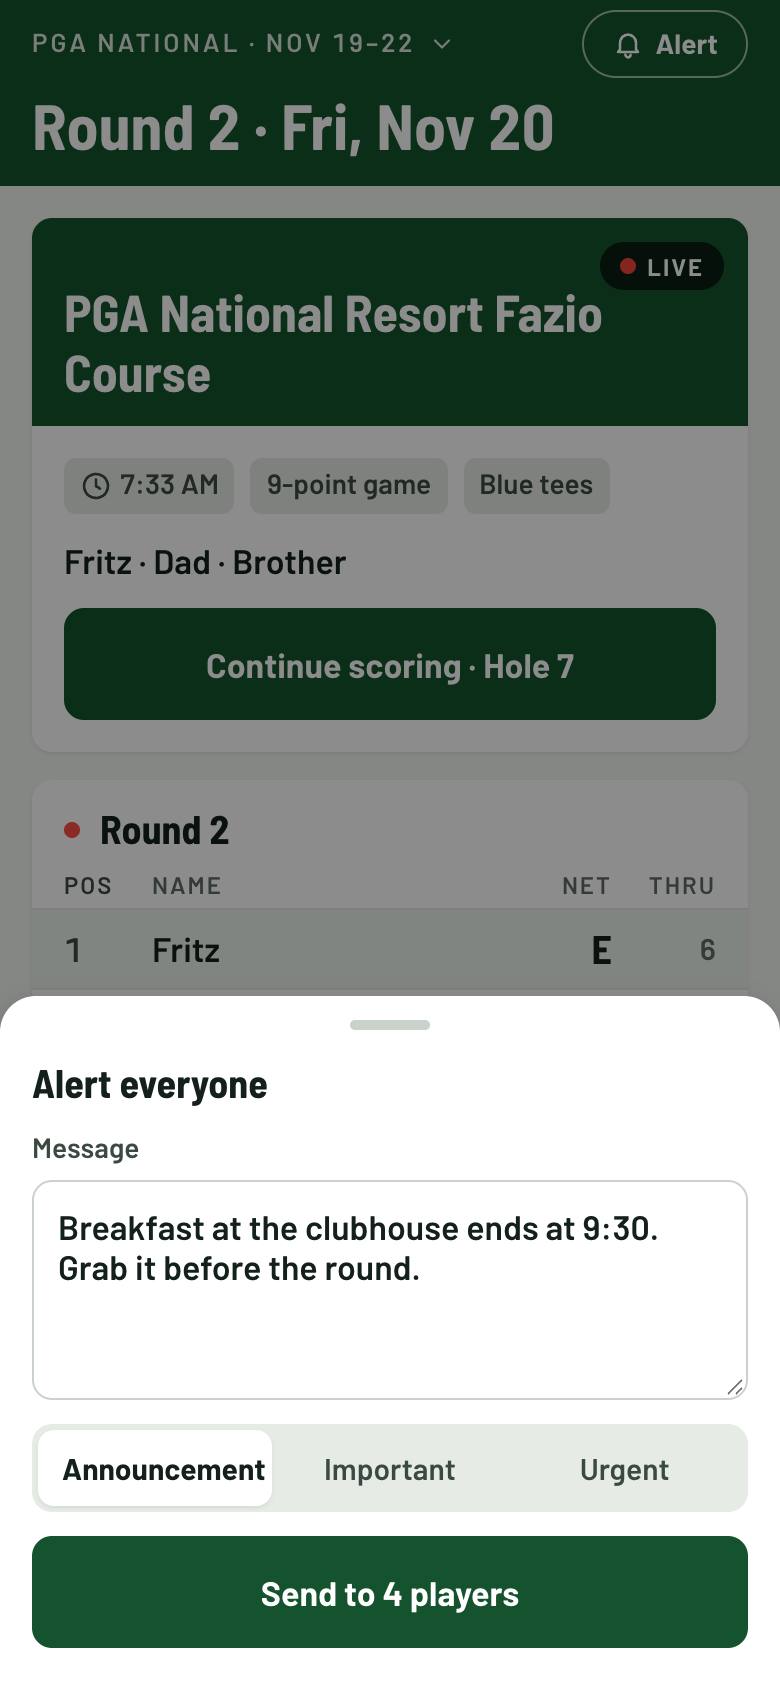 PGA NATIONAL · NOV 19–22
Alert
Round 2 · Fri, Nov 20
LIVE
PGA National Resort Fazio
Course
7:33 AM
9-point game
Blue tees
Fritz · Dad · Brother
Continue scoring · Hole 7
Round 2
POS NAME NET THRU
1 Fritz E 6
Alert everyone
Message
Breakfast at the clubhouse ends at 9:30.
Grab it before the round.
Announcement
Important
Urgent
Send to 4 players